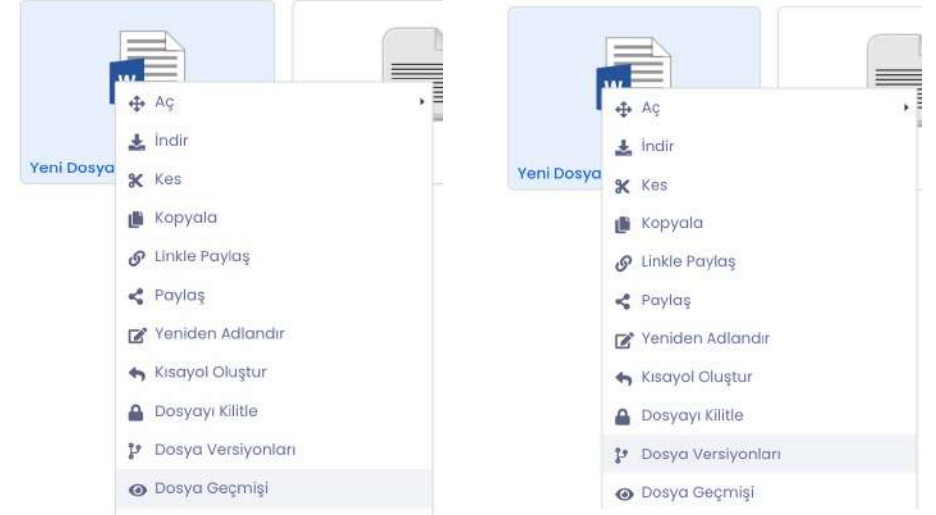 W
Aç
İndir
Yeni Dosya
Kes
Kopyala
Linkle Paylaş
Paylaş
Yeniden Adlandır
Kısayol Oluştur
Dosyayı Kilitle
Dosya Versiyonları
Dosya Geçmişi
W
Aç
İndir
Yeni Dosya
Kes
Kopyala
Linkle Paylaş
Paylaş
Yeniden Adlandır
Kısayol Oluştur
Dosyayı Kilitle
Dosya Versiyonları
Dosya Geçmişi